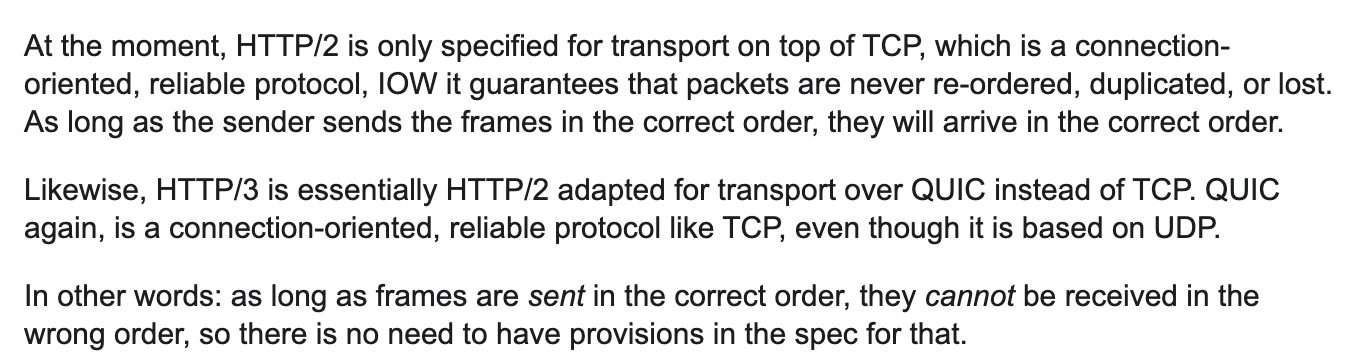 At the moment, HTTP/2 is only specified for transport on top of TCP, which is a connection-
oriented, reliable protocol, IOW it guarantees that packets are never re-ordered, duplicated, or lost.
As long as the sender sends the frames in the correct order, they will arrive in the correct order.
Likewise, HTTP/3 is essentially HTTP/2 adapted for transport over QUIC instead of TCP. QUIC
again, is a connection-oriented, reliable protocol like TCP, even though it is based on UDP.
In other words: as long as frames are sent in the correct order, they cannot be received in the
wrong order, so there is no need to have provisions in the spec for that.